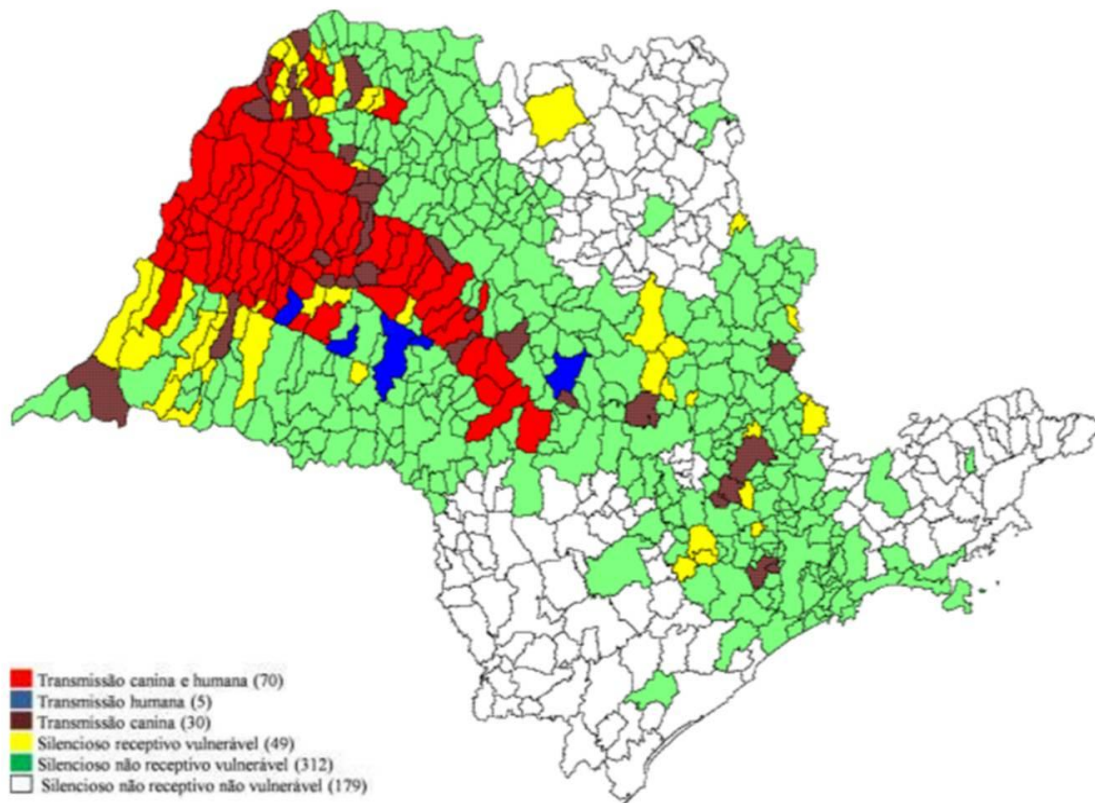 Transmissão canina e humana (70)
Transmissão humana (5)
Transmissão canina (30)
Silencioso receptivo vulnerável (49)
Silencioso não receptivo vulnerável (312)
Silencioso não receptivo não vulnerável (179)